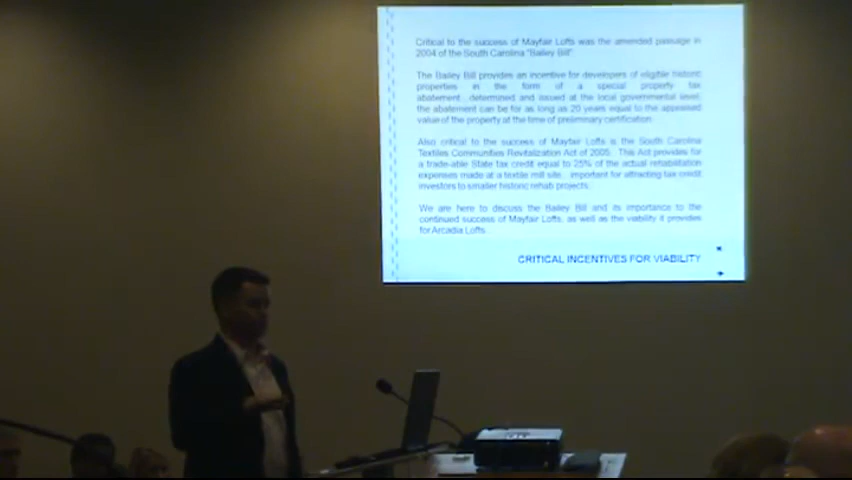 Critical to the success of Mayfair Lofts was the amended passage in
2004 of the South Carolina "Bailey Bill"
The Bailey Bill provides an incentive for developers of eligible historic
properties in the form of a special property tax
abatement determined and issued at the local governmental level,
the abatement can be for as long as 20 years equal to the appraised
value of the property at the time of preliminary certification.
Also critical to the success of Mayfair Lofts is the South Carolina
Textiles Communities Revitalization Act of 2005. This Act provides for
a trade-able State tax credit equal to 25% of the actual rehabilitation
expenses made at a textile mill site. important for attracting tax credit
investors to smaller historic rehab projects.
We are here to discuss the Bailey Bill and its importance to the
continued success of Mayfair Lofts, as well as the viability it provides
for Arcadia Lofts.
CRITICAL INCENTIVES FOR VIABILITY